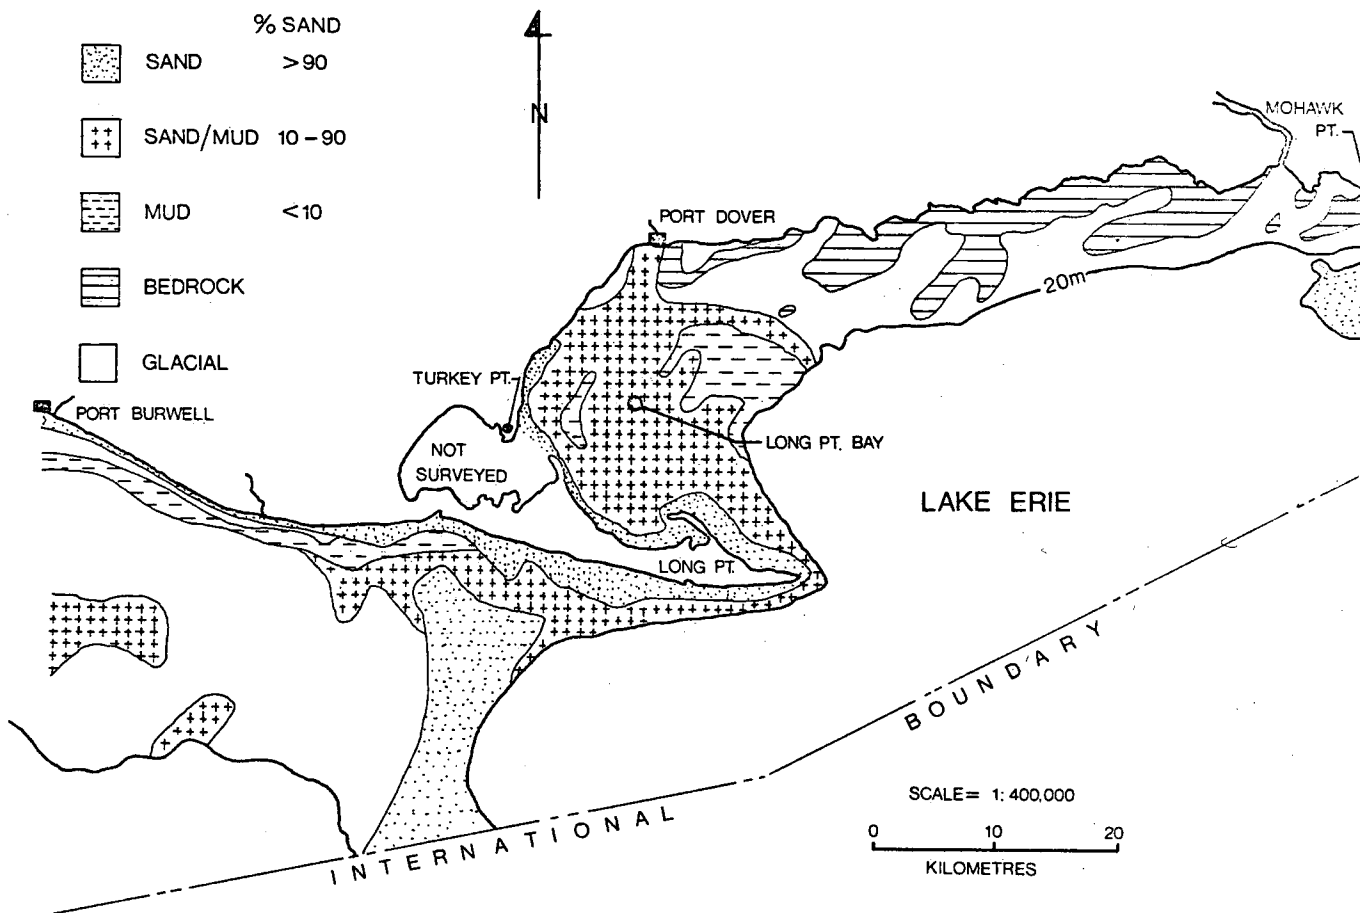 % SAND
SAND >90
SAND/MUD 10-90
MUD <10
BEDROCK
GLACIAL
N
MOHAWK
PT.
PORT DOVER
20m
TURKEY PT.
PORT BURWELL
NOT
SURVEYED
LONG PT. BAY
LAKE ERIE
LONG PT.
INTERNATIONAL BOUNDARY
SCALE= 1:400,000
0 10 20
KILOMETRES